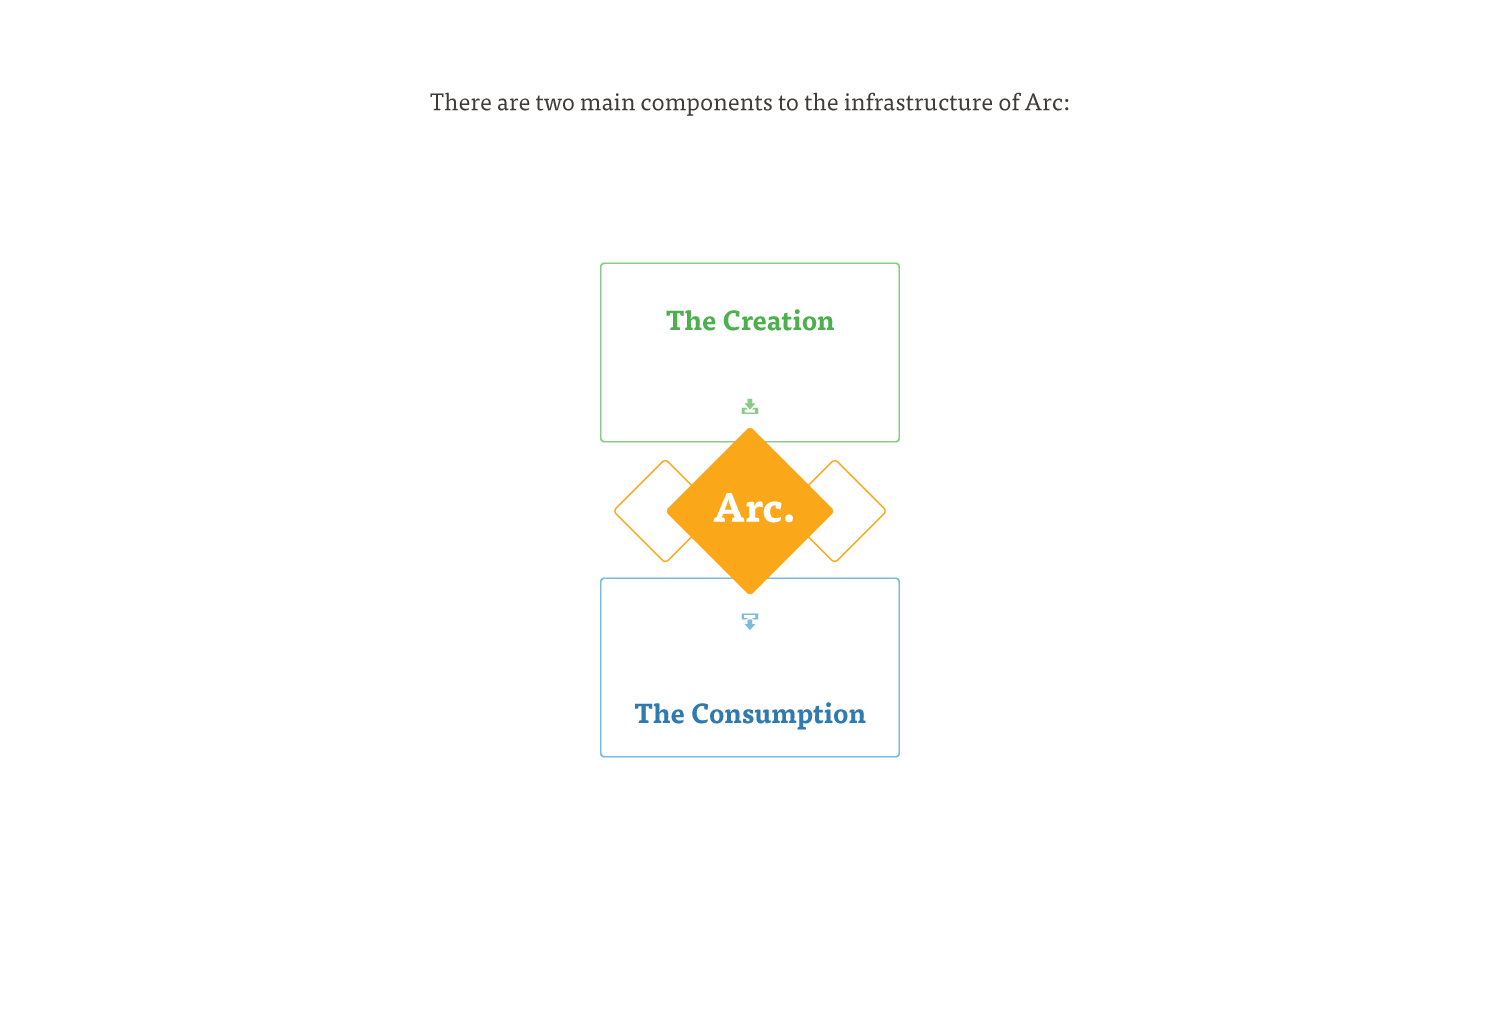 There are two main components to the infrastructure of Arc:
The Creation
Arc.
The Consumption